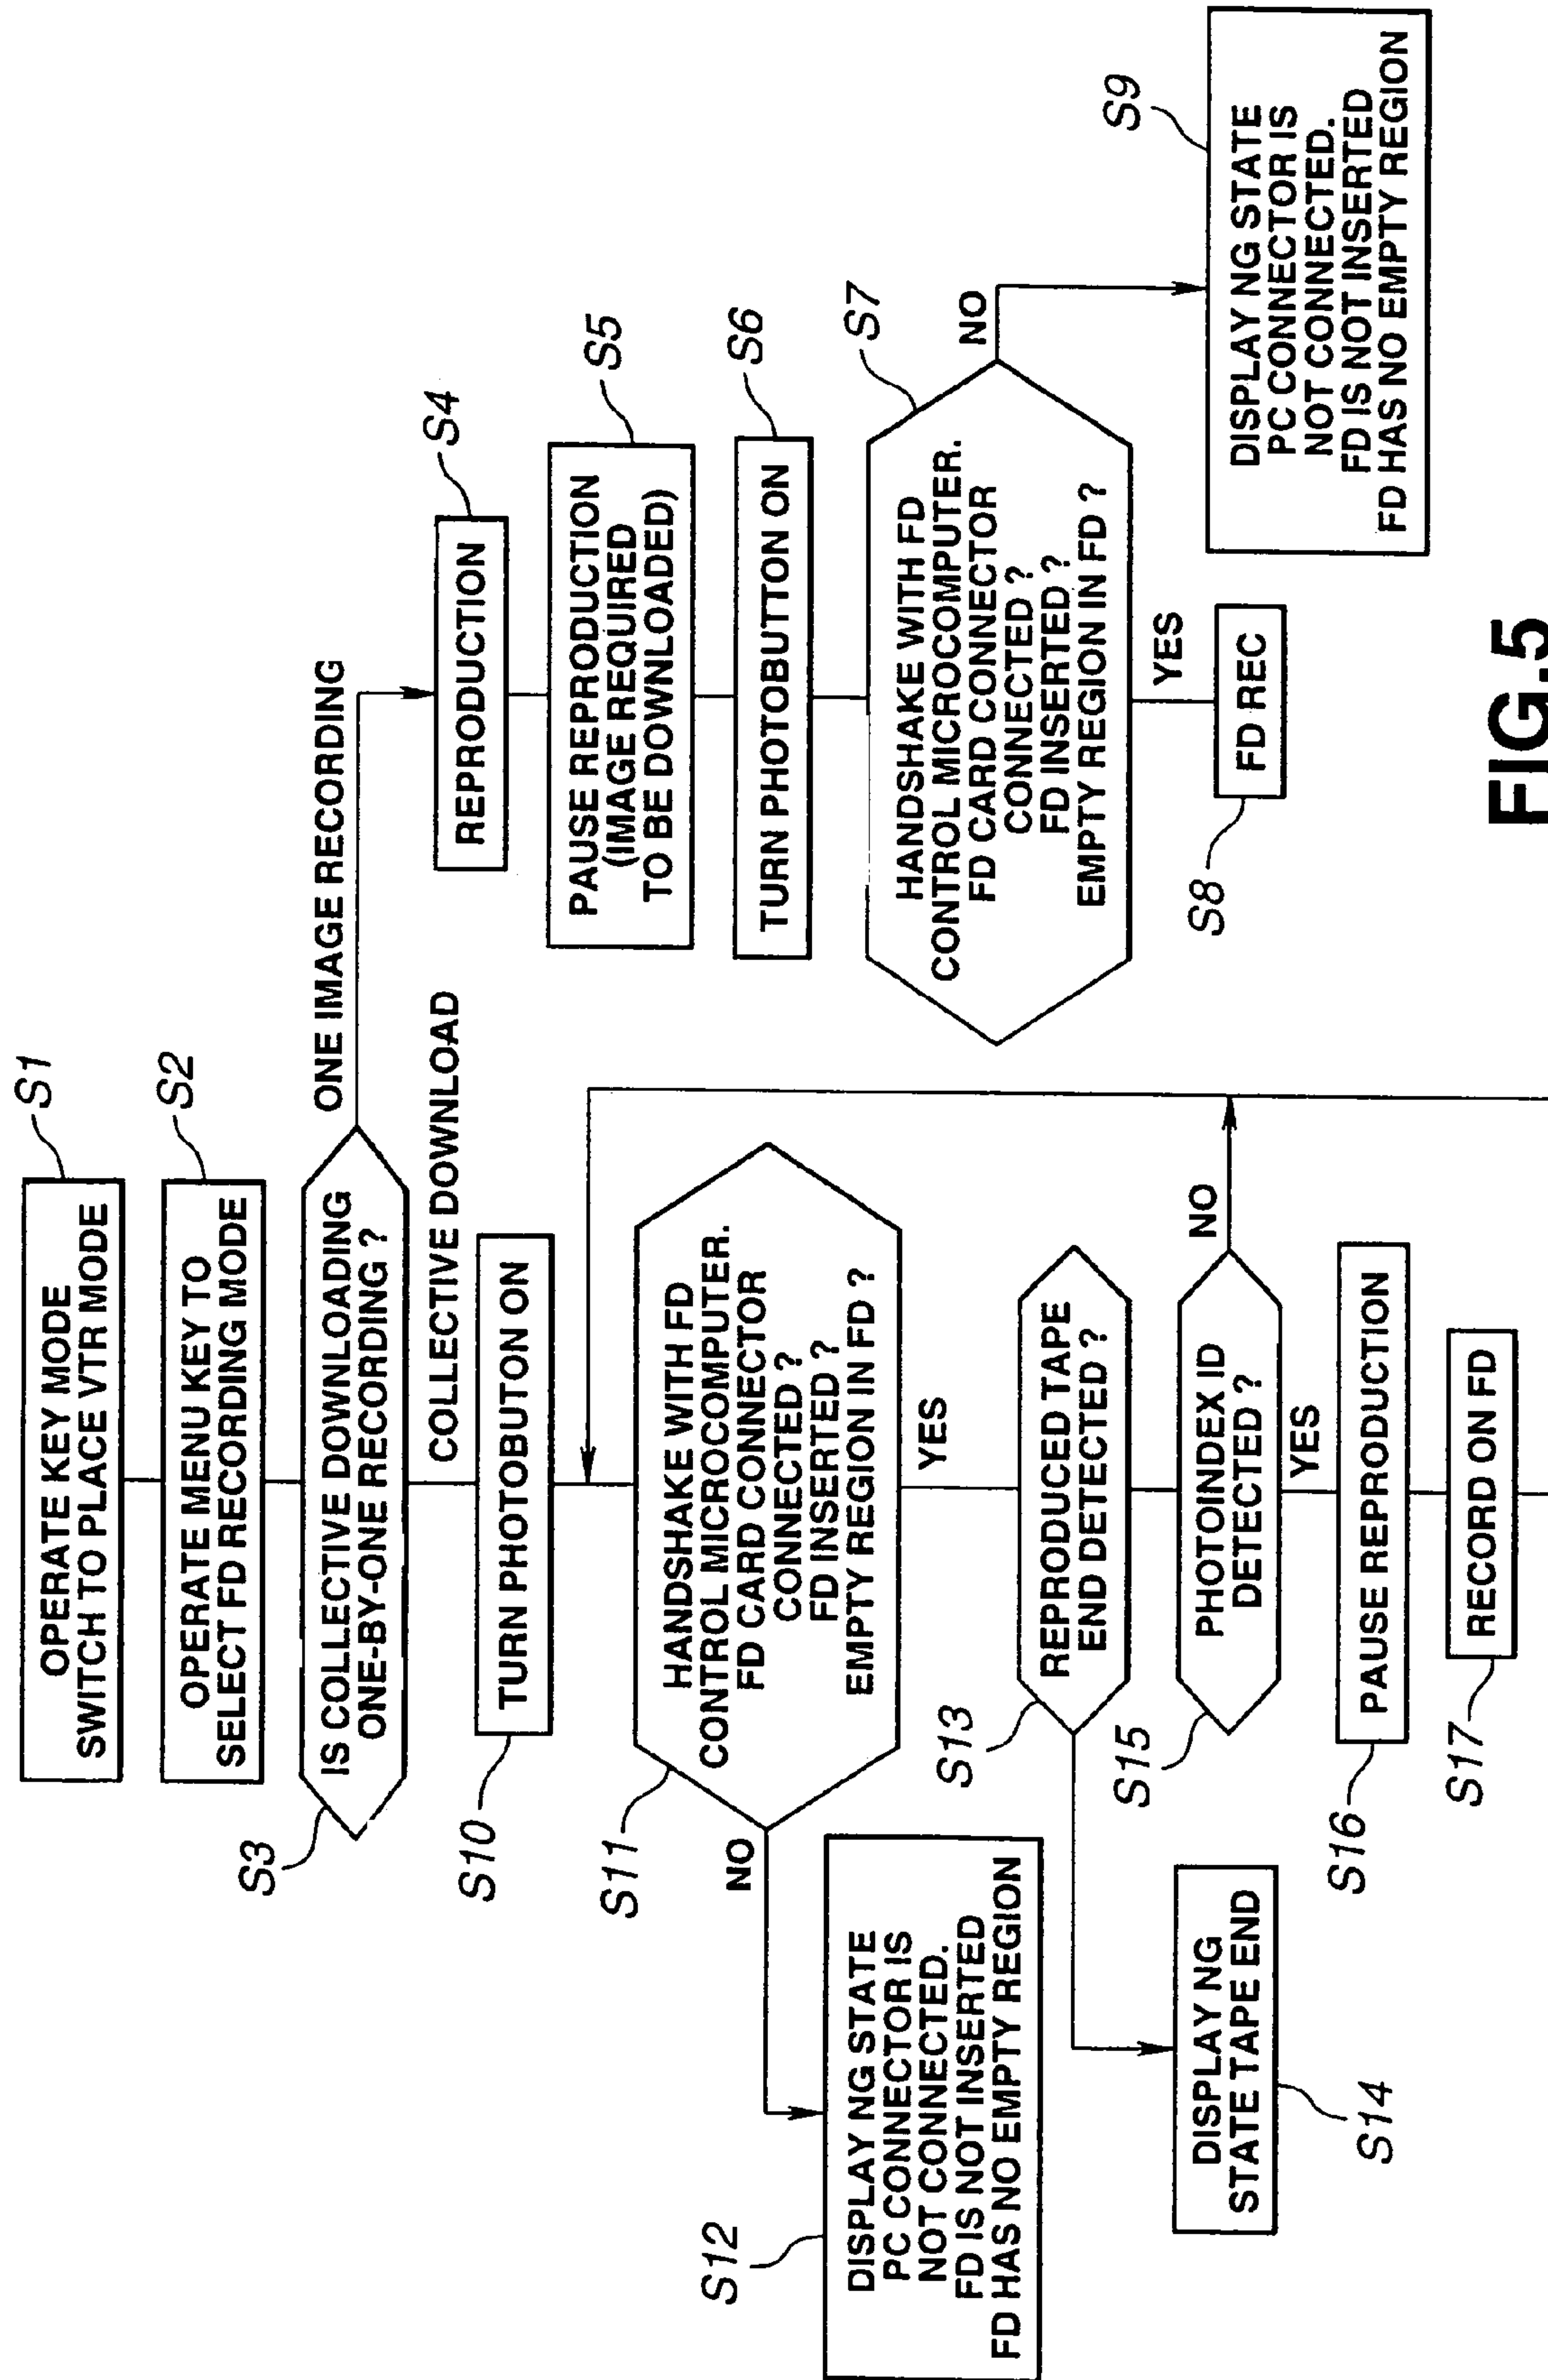 S1
OPERATE KEY MODE
SWITCH TO PLACE VTR MODE
S2
OPERATE MENU KEY TO
SELECT FD RECORDING MODE
S3
IS COLLECTIVE DOWNLOADING
ONE-BY-ONE RECORDING ?
ONE IMAGE RECORDING
COLLECTIVE DOWNLOAD
S4
REPRODUCTION
S5
PAUSE REPRODUCTION
(IMAGE REQUIRED
TO BE DOWNLOADED)
S6
TURN PHOTOBUTTON ON
S7
HANDSHAKE WITH FD
CONTROL MICROCOMPUTER.
FD CARD CONNECTOR
CONNECTED ?
FD INSERTED ?
EMPTY REGION IN FD ?
NO
YES
S8
FD REC
S9
DISPLAY NG STATE
PC CONNECTOR IS
NOT CONNECTED.
FD IS NOT INSERTED
FD HAS NO EMPTY REGION
S10
TURN PHOTOBUTON ON
S11
HANDSHAKE WITH FD
CONTROL MICROCOMPUTER.
FD CARD CONNECTOR
CONNECTED ?
FD INSERTED ?
EMPTY REGION IN FD ?
NO
YES
S12
DISPLAY NG STATE
PC CONNECTOR IS
NOT CONNECTED.
FD IS NOT INSERTED
FD HAS NO EMPTY REGION
S13
REPRODUCED TAPE
END DETECTED ?
S14
DISPLAY NG
STATE TAPE END
S15
PHOTOINDEX ID
DETECTED ?
NO
YES
S16
PAUSE REPRODUCTION
S17
RECORD ON FD
FIG.5